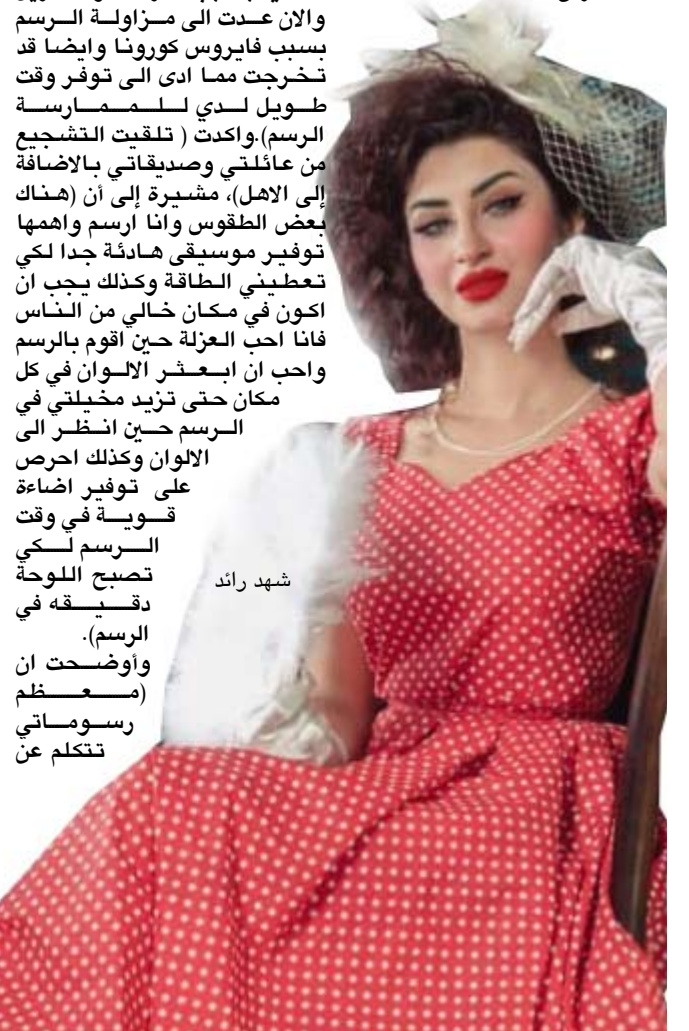 والان عدت الى مزاولة الرسم
بسبب فايروس كورونا وايضا قد
تخرجت مما ادى الى توفر وقت
طويل لدي للممارسة
الرسم).واكدت ( تلقيت التشجيع
من عائلتي وصديقاتي بالاضافة
إلى الاهل)، مشيرة إلى أن (هناك
بعض الطقوس وانا ارسم واهمها
توفير موسيقى هادئة جدا لكي
تعطيني الطاقة وكذلك يجب ان
اكون في مكان خالي من الناس
فانا احب العزلة حين اقوم بالرسم
واحب ان ابعثر الالوان في كل
مكان حتى تزيد مخيلتي في
الرسم حين انظر الى
الالوان وكذلك احرص
على توفير اضاءة
قوية في وقت
الرسم لكي
تصبح اللوحة
دقيقه في
الرسم).
وأوضحت ان
(معظم
رسوماتي
تتكلم عن
شهد رائد